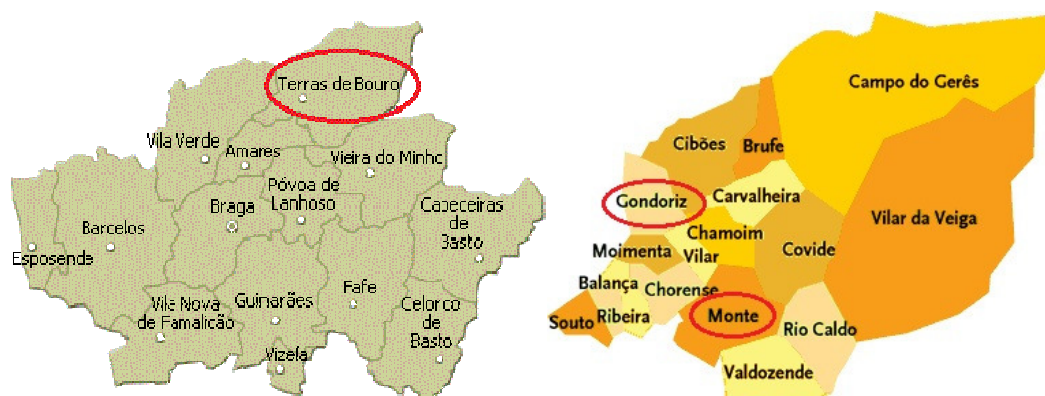 Terras de Bouro
Vila Verde
Amares
Vieira do Minho
Póvoa de
Lanhoso
Braga
Cabeceiras
de
Basto
Barcelos
Esposende
Fafe
Guimarães
Vila Nova
de Famalicão
Celorico
de
Basto
Vizela
Campo do Gerês
Cibões
Brufe
Gondoriz
Carvalheira
Vilar da Veiga
Chamoim
Moimenta
Vilar
Covide
Balança
Chorense
Souto
Ribeira
Monte
Rio Caldo
Valdozende